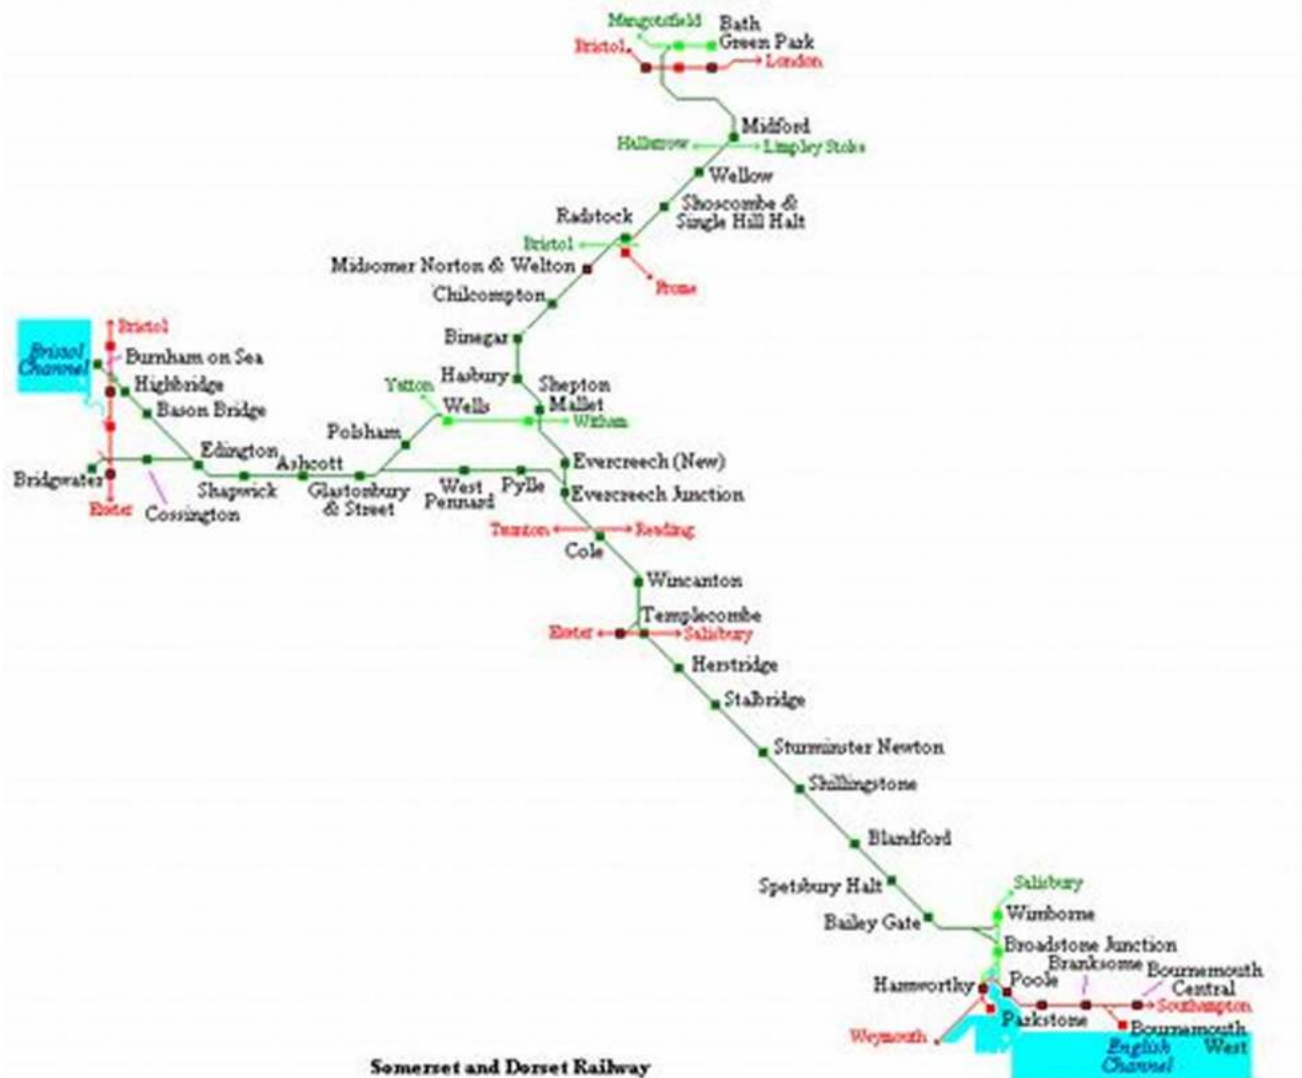 Mangotsfield
Bath
Green Park
Bristol
London
Midford
Hallatrow
Limpley Stoke
Wellow
Shoscombe &
Single Hill Halt
Radstock
Bristol
Midsomer Norton & Welton
Frome
Chilcompton
Bristol
Binegar
Bristol
Channel
Burnham on Sea
Hasbury
Shepton
Mallet
Highbridge
Yatton
Wells
Bason Bridge
Witham
Polsham
Edington
Ashcott
Evercreech (New)
Bridgwater
Shapwick
Glastonbury
& Street
West
Pennard
Pylle
Evercreech Junction
Exeter
Cossington
Taunton
Reading
Cole
Wincanton
Templecombe
Exeter
Salisbury
Henstridge
Stalbridge
Sturminster Newton
Shillingstone
Blandford
Spetsbury Halt
Salisbury
Wimborne
Bailey Gate
Broadstone Junction
Branksome
Bournemouth
Central
Hamworthy
Poole
Southampton
Parkstone
Bournemouth
West
Weymouth
English
Channel
Somerset and Dorset Railway